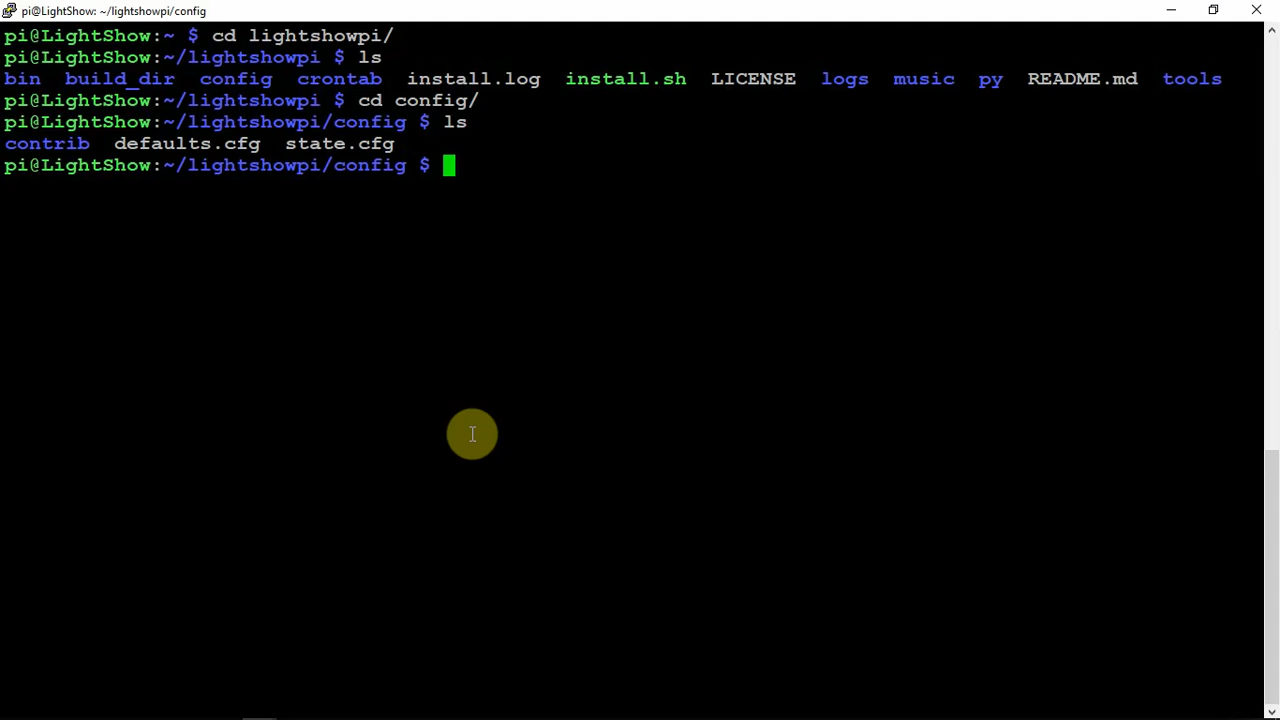 pi@LightShow: ~/lightshowpi/config
pi@LightShow:~ $ cd lightshowpi/
pi@LightShow:~/lightshowpi $ ls
bin build_dir config crontab install.log install.sh LICENSE logs music py README.md tools
pi@LightShow:~/lightshowpi $ cd config/
pi@LightShow:~/lightshowpi/config $ ls
contrib defaults.cfg state.cfg
pi@LightShow:~/lightshowpi/config $